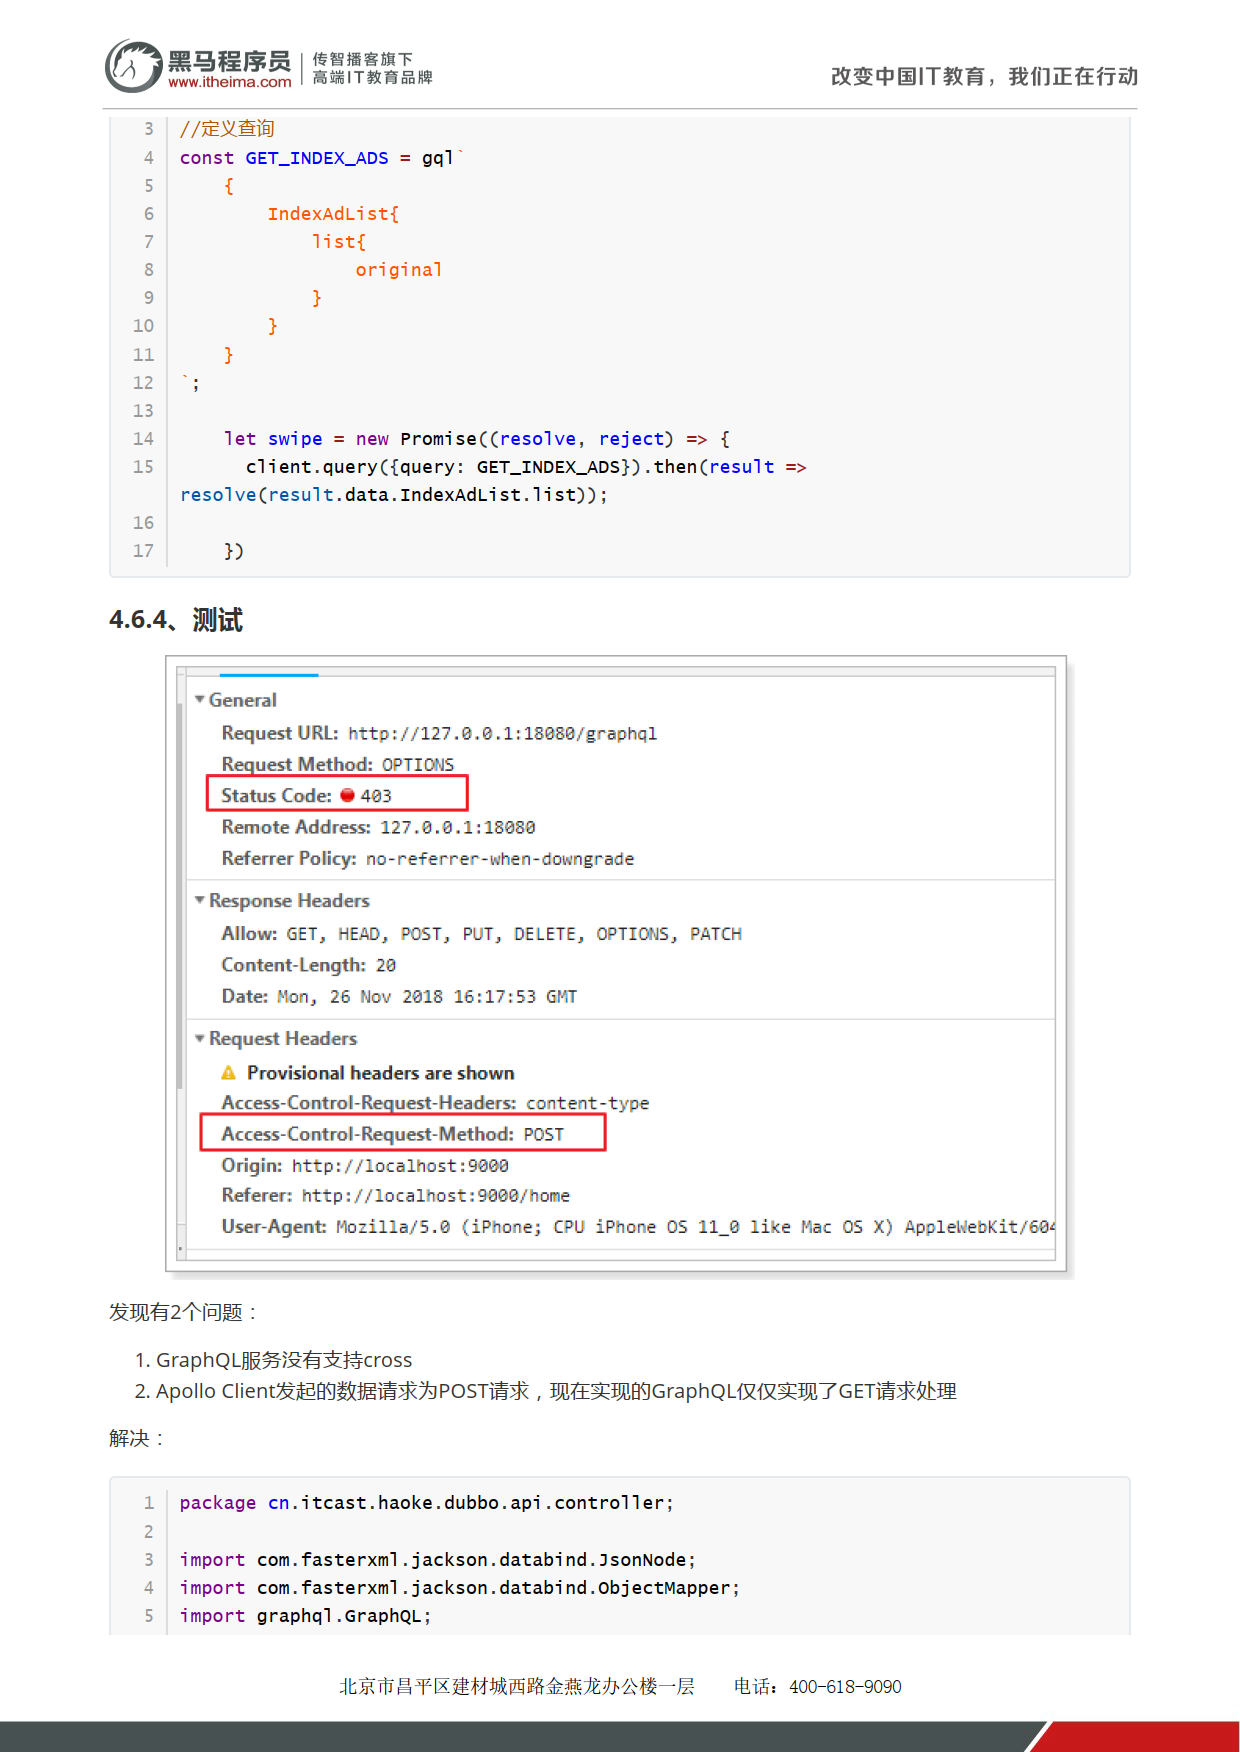 黑马程序员
www.itheima.com
传智播客旗下
高端IT教育品牌
改变中国IT教育，我们正在行动
3 //定义查询
4 const GET_INDEX_ADS = gql`
5 {
6 IndexAdList{
7 list{
8 original
9 }
10 }
11 }
12 `;
13
14 let swipe = new Promise((resolve, reject) => {
15 client.query({query: GET_INDEX_ADS}).then(result =>
resolve(result.data.IndexAdList.list));
16
17 })
4.6.4、测试
General
Request URL: http://127.0.0.1:18080/graphql
Request Method: OPTIONS
Status Code: 403
Remote Address: 127.0.0.1:18080
Referrer Policy: no-referrer-when-downgrade
Response Headers
Allow: GET, HEAD, POST, PUT, DELETE, OPTIONS, PATCH
Content-Length: 20
Date: Mon, 26 Nov 2018 16:17:53 GMT
Request Headers
Provisional headers are shown
Access-Control-Request-Headers: content-type
Access-Control-Request-Method: POST
Origin: http://localhost:9000
Referer: http://localhost:9000/home
User-Agent: Mozilla/5.0 (iPhone; CPU iPhone OS 11_0 like Mac OS X) AppleWebKit/604
发现有2个问题：
1. GraphQL服务没有支持cross
2. Apollo Client发起的数据请求为POST请求，现在实现的GraphQL仅仅实现了GET请求处理
解决：
1 package cn.itcast.haoke.dubbo.api.controller;
2
3 import com.fasterxml.jackson.databind.JsonNode;
4 import com.fasterxml.jackson.databind.ObjectMapper;
5 import graphql.GraphQL;
北京市昌平区建材城西路金燕龙办公楼一层 电话：400-618-9090